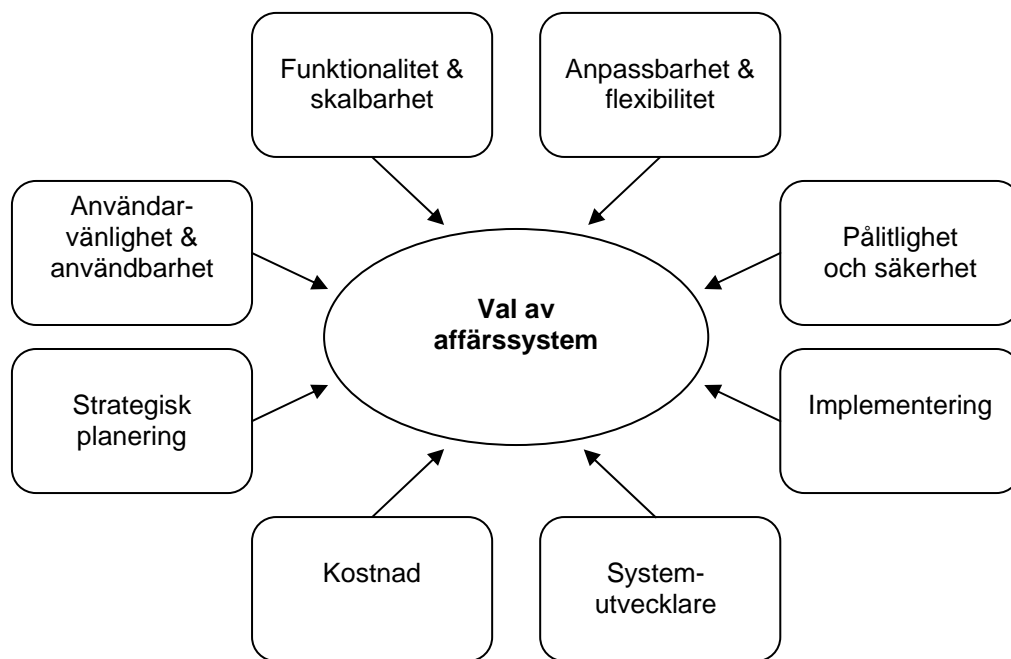 Funktionalitet &
skalbarhet
Anpassbarhet &
flexibilitet
Användar-
vänlighet &
användbarhet
Pålitlighet
och säkerhet
Val av
affärssystem
Strategisk
planering
Implementering
Kostnad
System-
utvecklare